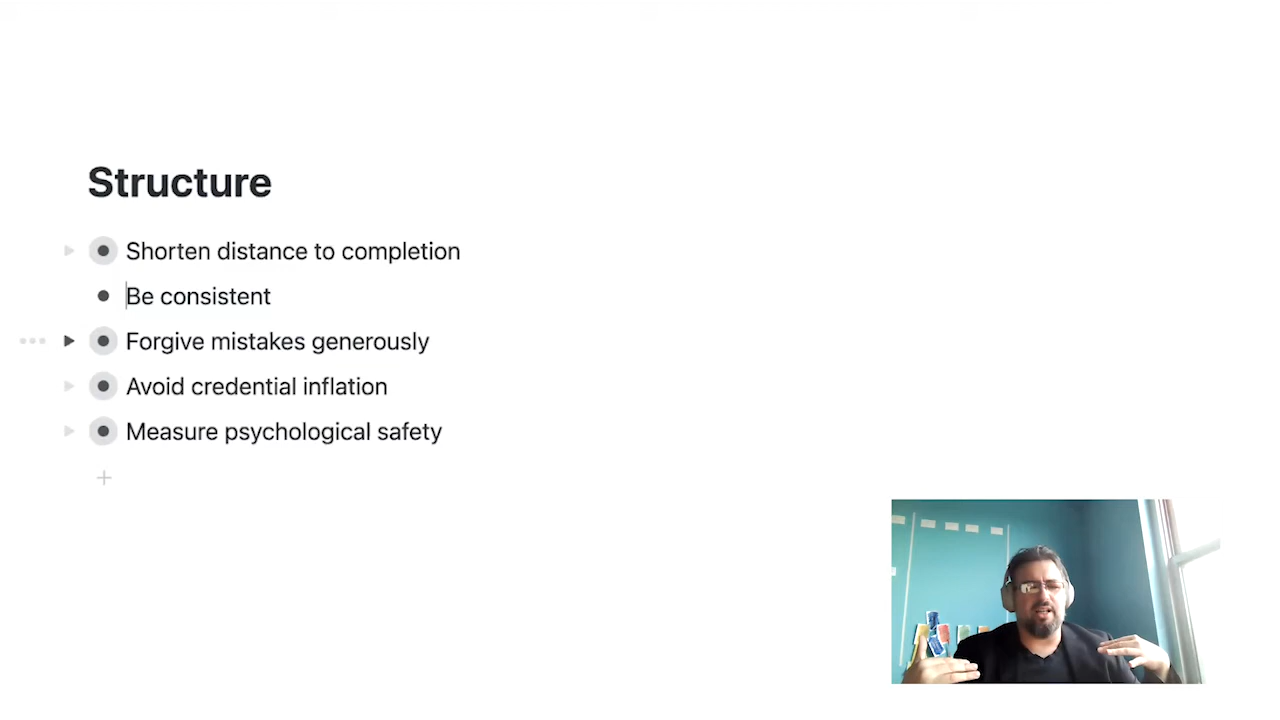 Structure
Shorten distance to completion
Be consistent
Forgive mistakes generously
Avoid credential inflation
Measure psychological safety